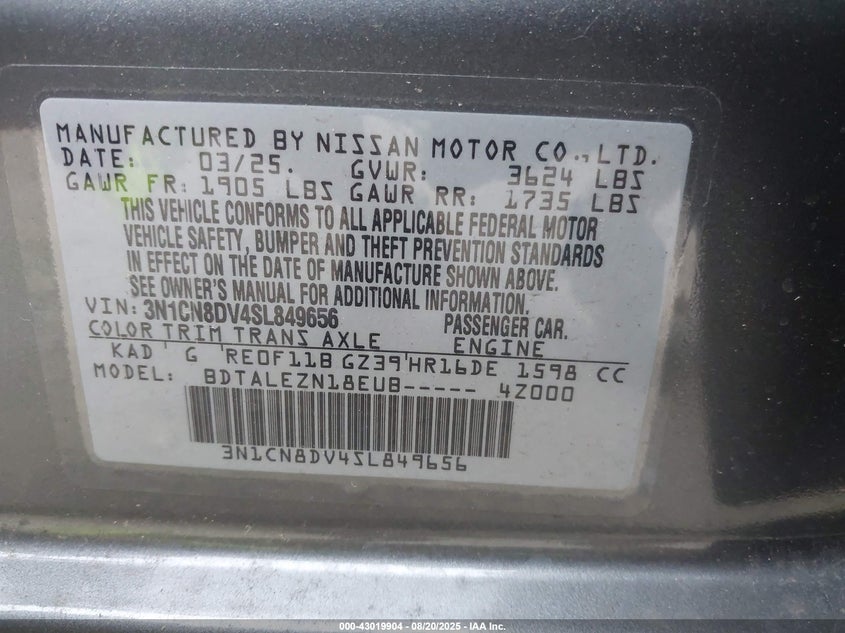 MANUFACTURED BY NISSAN MOTOR CO., LTD.
DATE: 03/25. GVWR: 3624 LBS
GAWR FR: 1905 LBS GAWR RR: 1735 LBS
THIS VEHICLE CONFORMS TO ALL APPLICABLE FEDERAL MOTOR
VEHICLE SAFETY, BUMPER AND THEFT PREVENTION STANDARDS
IN EFFECT ON THE DATE OF MANUFACTURE SHOWN ABOVE.
SEE OWNER'S MANUAL FOR ADDITIONAL INFORMATION.
VIN: 3N1CN8DV4SL849656 PASSENGER CAR.
COLOR TRIM TRANS AXLE ENGINE
KAD G RE0F11B GZ39 HR16DE 1598 CC
MODEL: BDTALEZN18EUB----- 4Z000
3N1CN8DV4SL849656
000-43019904 - 08/20/2025 - IAA Inc.